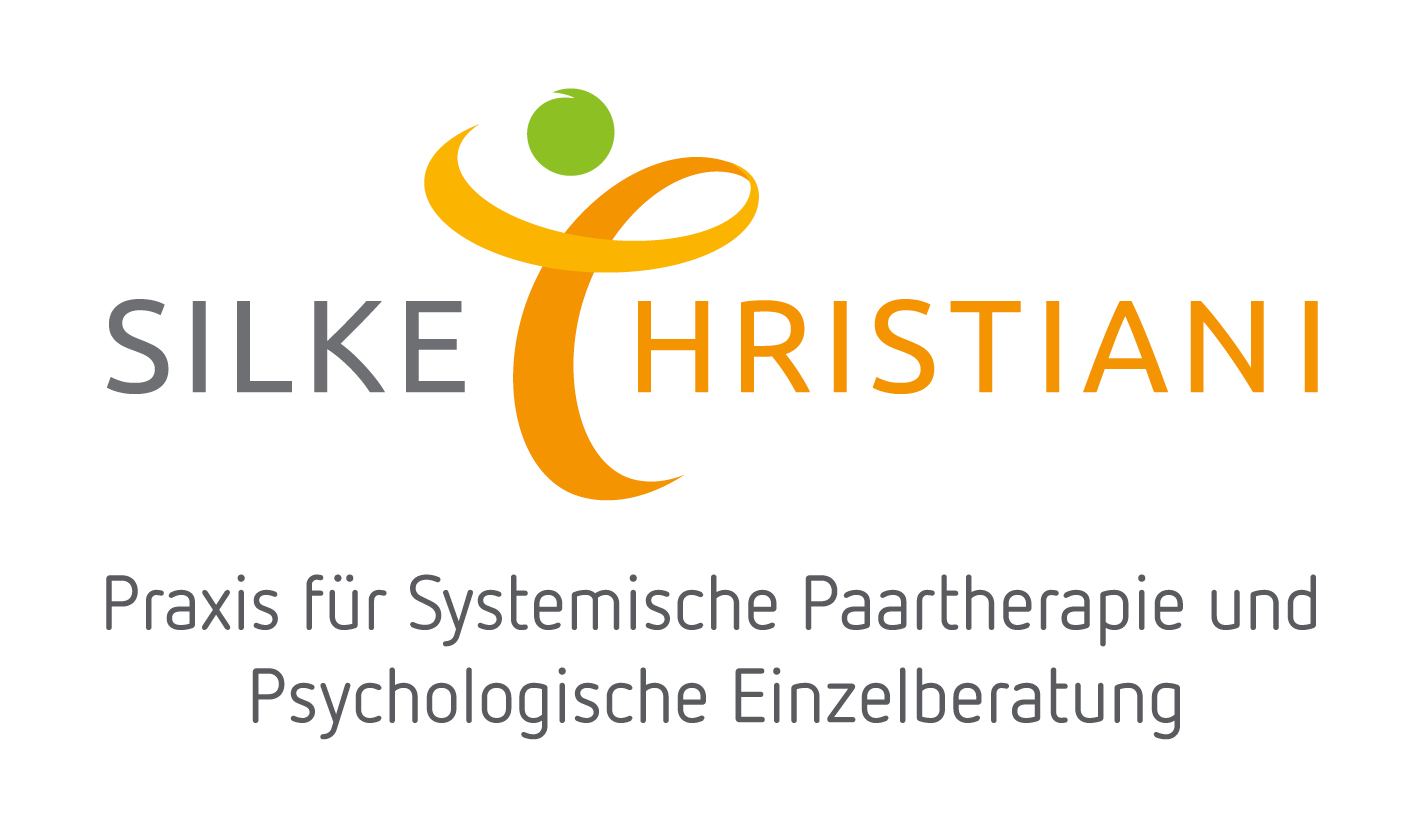 SILKE CHRISTIANI
Praxis für Systemische Paartherapie und
Psychologische Einzelberatung